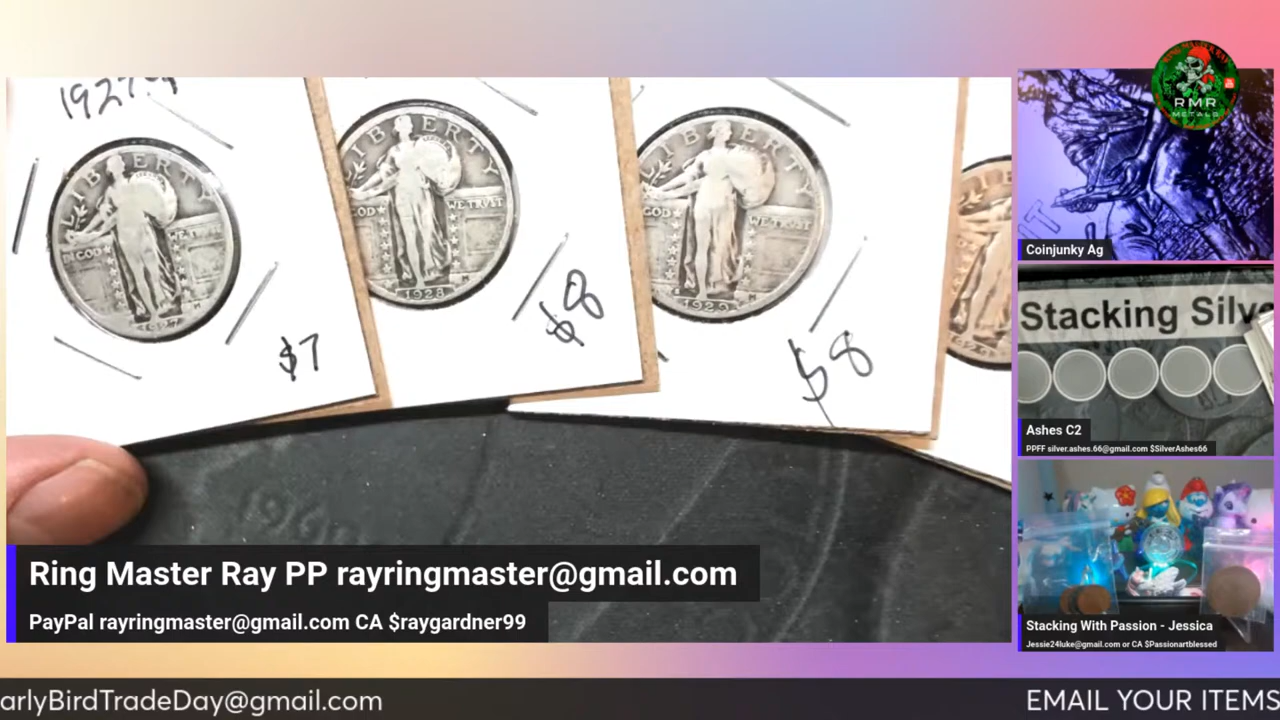 1927
LIBERTY
IN GOD
WE TRUST
1927
$7
LIBERTY
GOD
WE TRUST
1928
$8
LIBERTY
GOD
WE TRUST
1929
$8
Ring Master Ray PP rayringmaster@gmail.com
PayPal rayringmaster@gmail.com CA $raygardner99
RMR
METALS
Coinjunky Ag
Stacking Silv
Ashes C2
PPFF silver.ashes.66@gmail.com $SilverAshes66
Stacking With Passion - Jessica
Jessie24luke@gmail.com or CA $Passionartblessed
arlyBirdTradeDay@gmail.com
EMAIL YOUR ITEMS